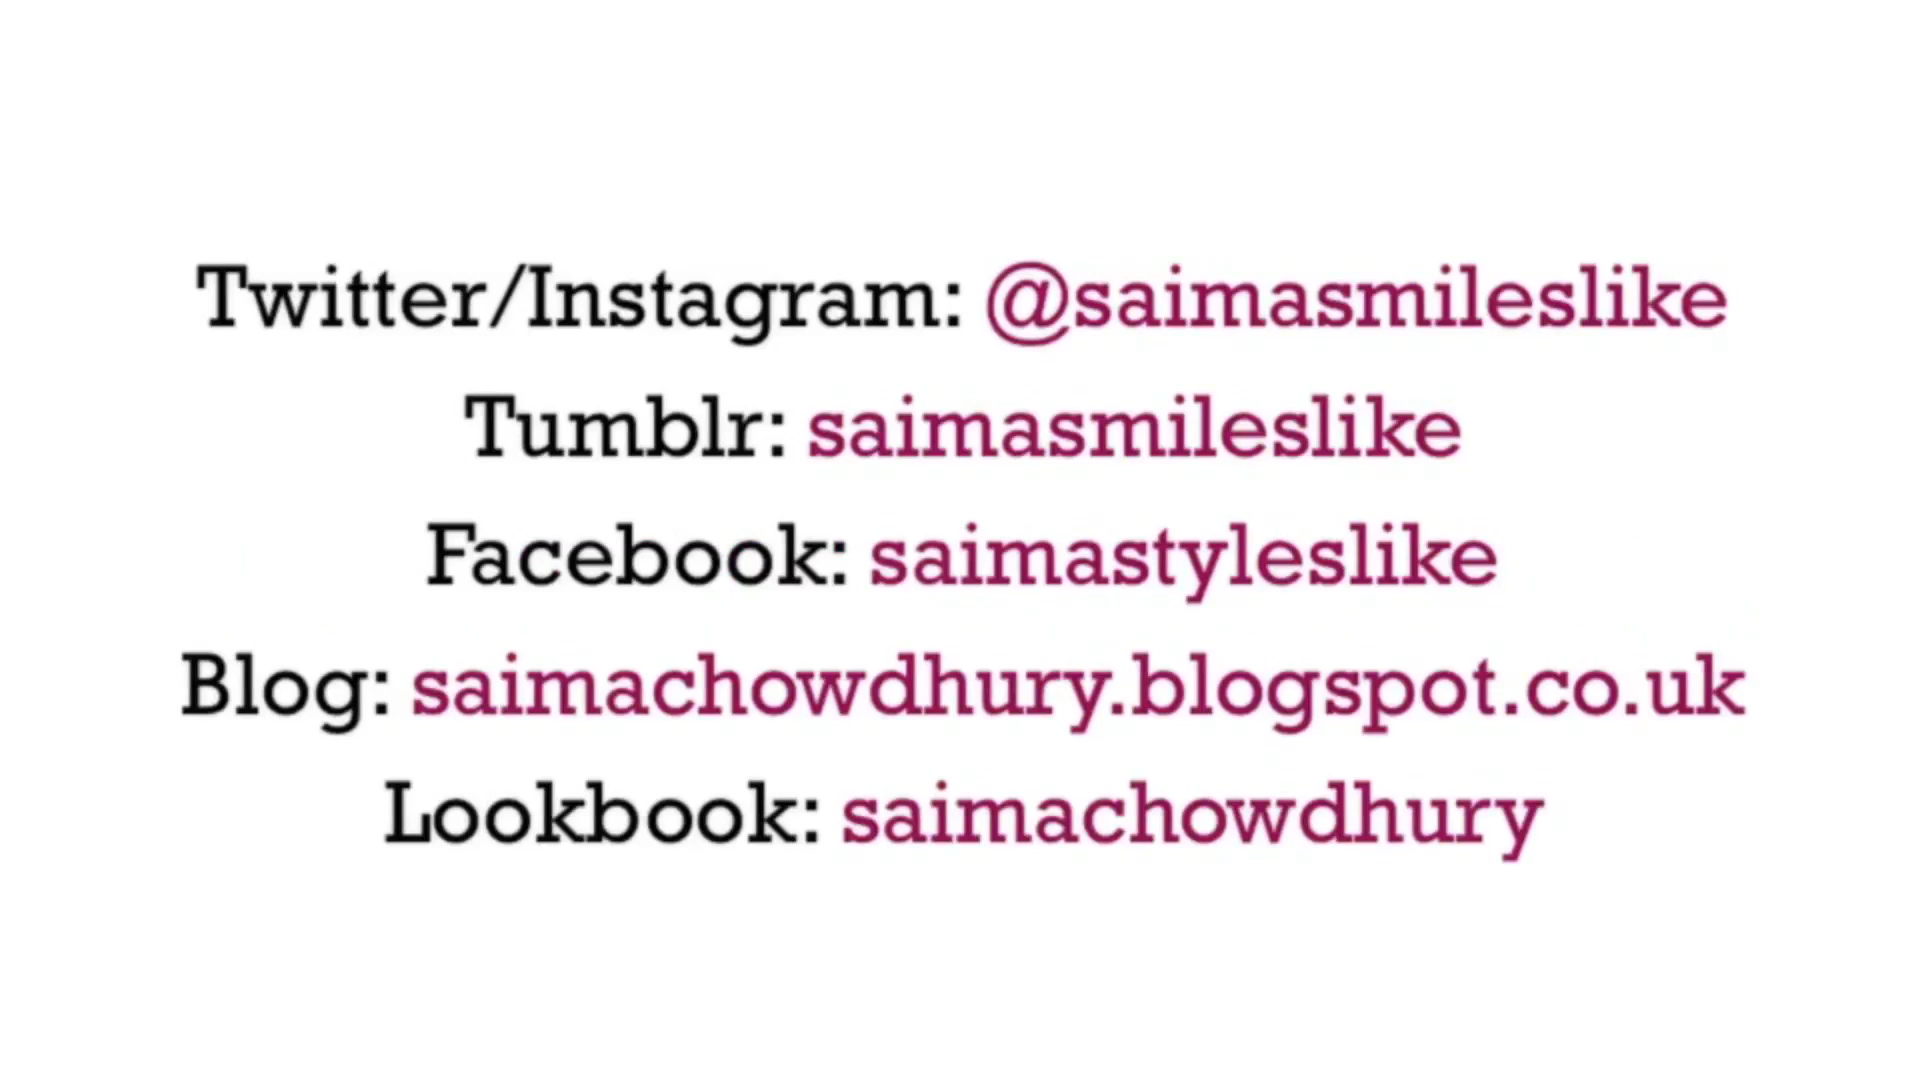 Twitter/Instagram: @saimasmileslike
Tumblr: saimasmileslike
Facebook: saimastyleslike
Blog: saimachowdhury.blogspot.co.uk
Lookbook: saimachowdhury